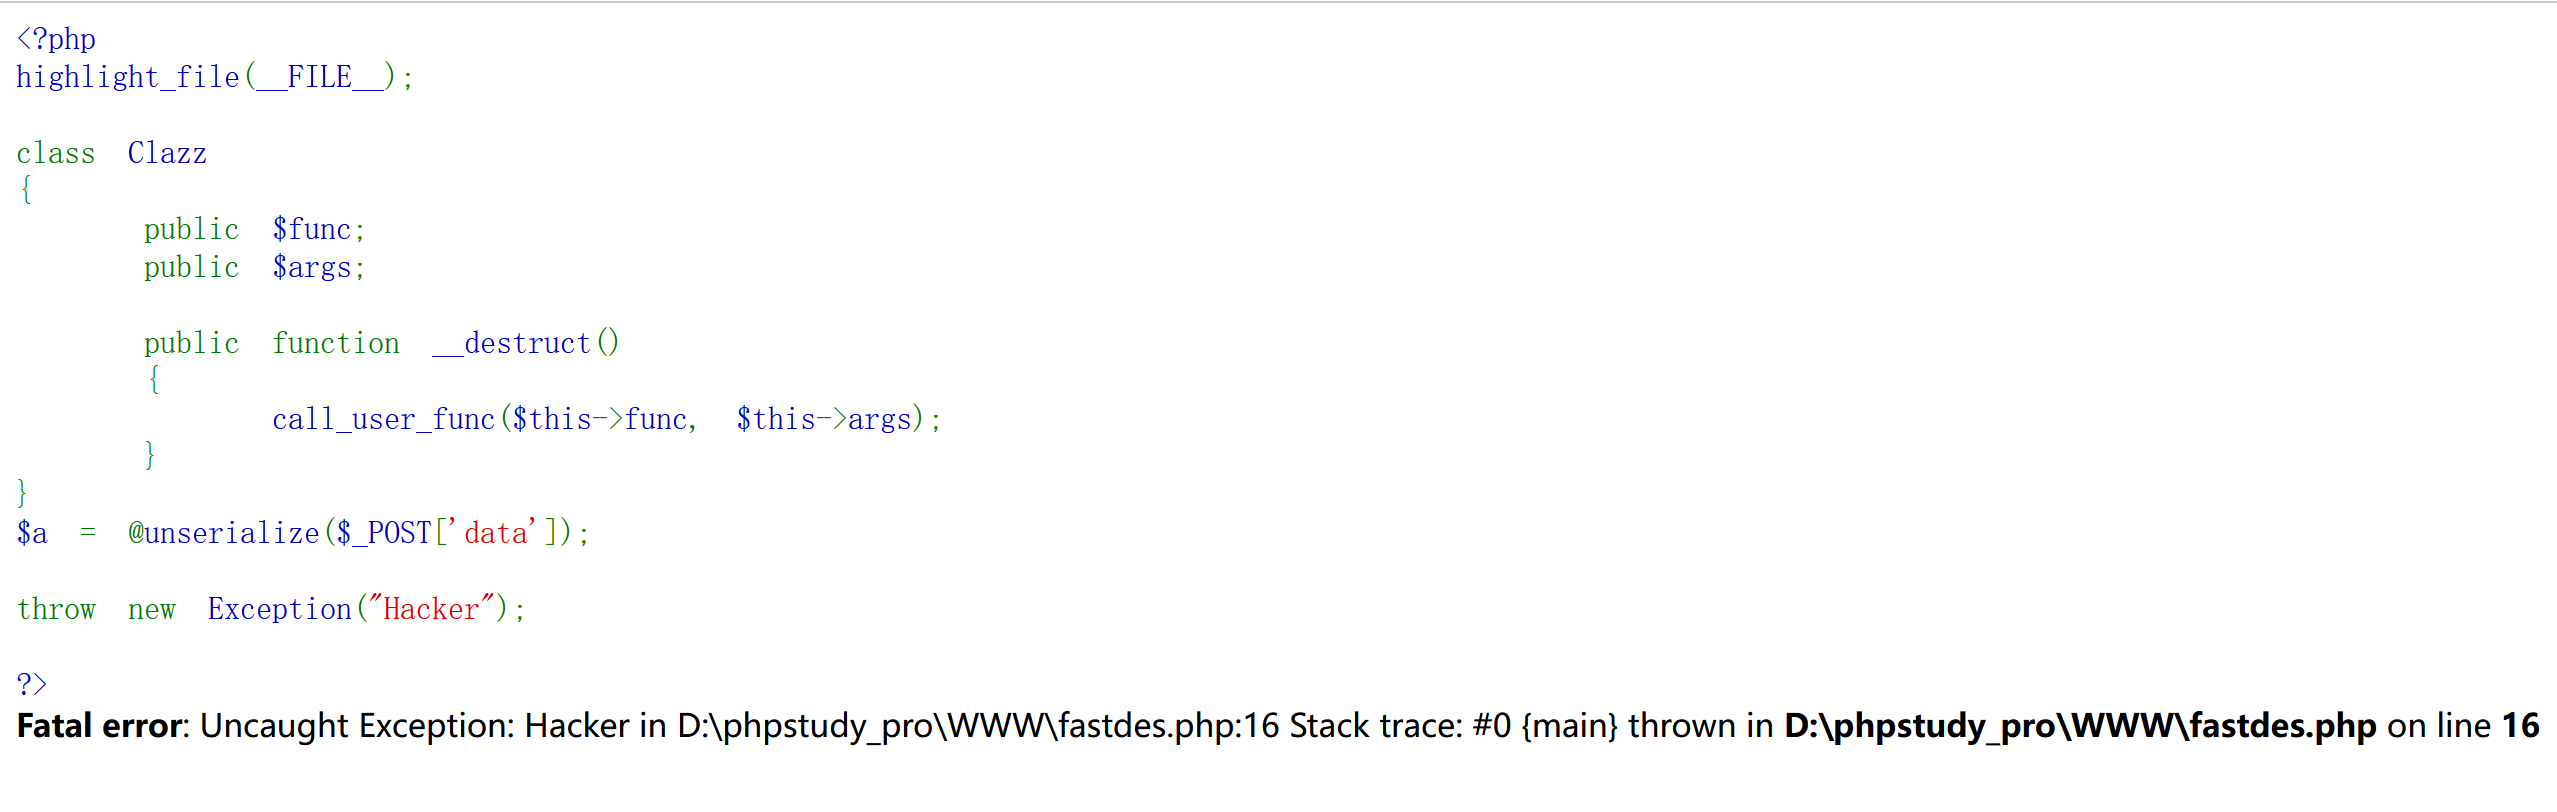 <?php
highlight_file(__FILE__);
class Clazz
{
public $func;
public $args;
public function __destruct()
{
call_user_func($this->func, $this->args);
}
}
$a = @unserialize($_POST['data']);
throw new Exception("Hacker");
?>
Fatal error: Uncaught Exception: Hacker in D:\phpstudy_pro\WWW\fastdes.php:16 Stack trace: #0 {main} thrown in D:\phpstudy_pro\WWW\fastdes.php on line 16